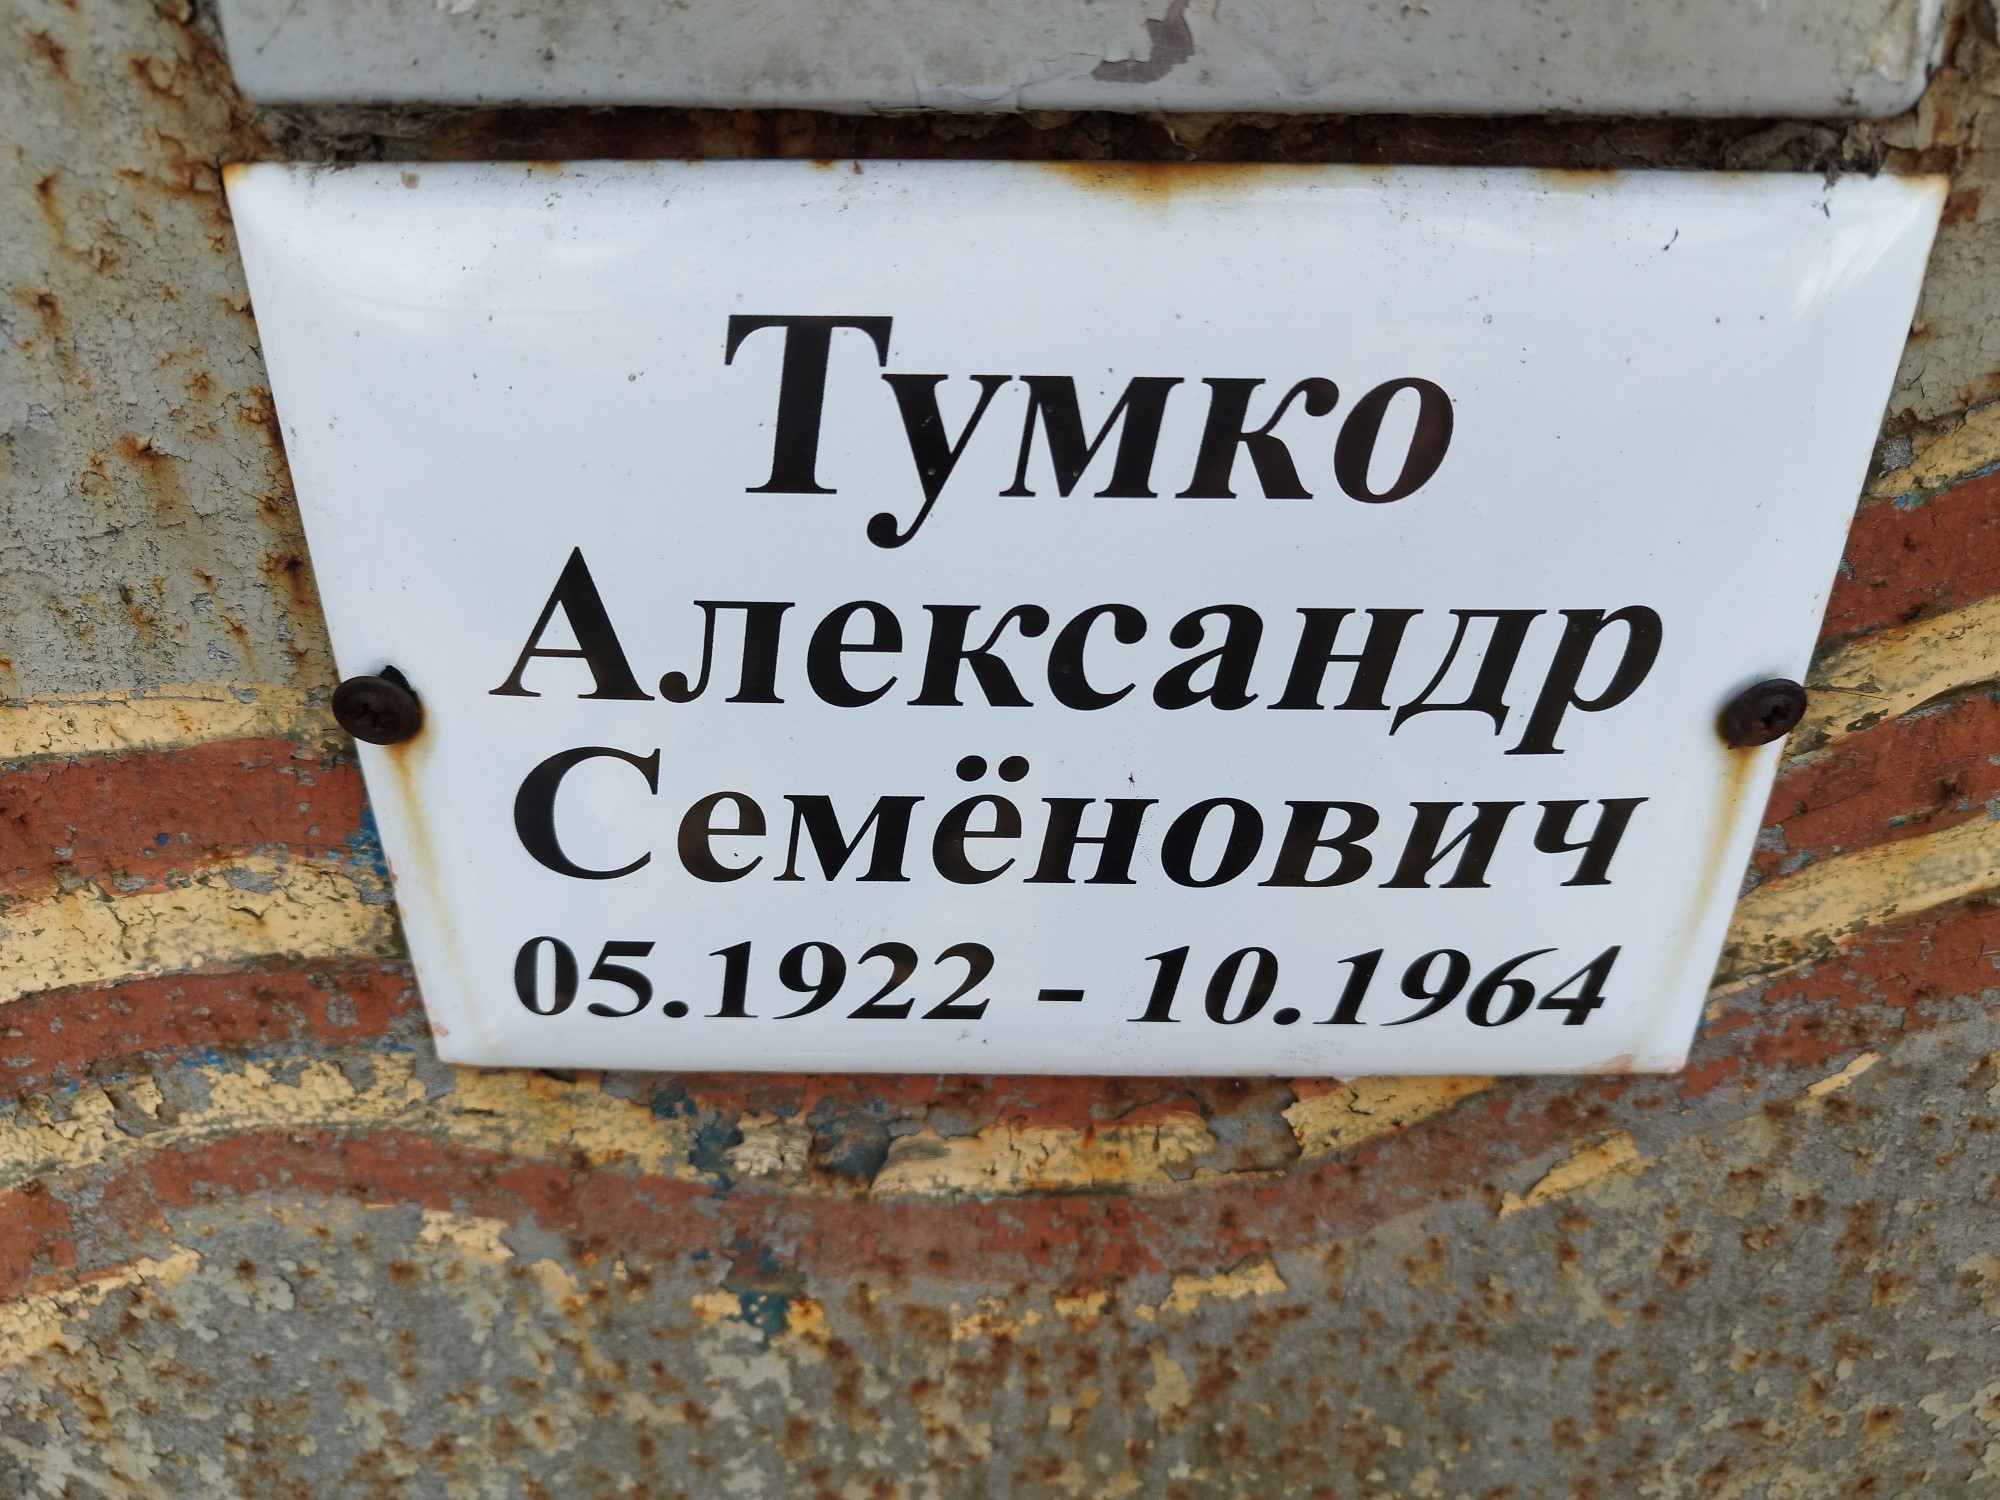 Тумко
Александр
Семёнович
05.1922 - 10.1964